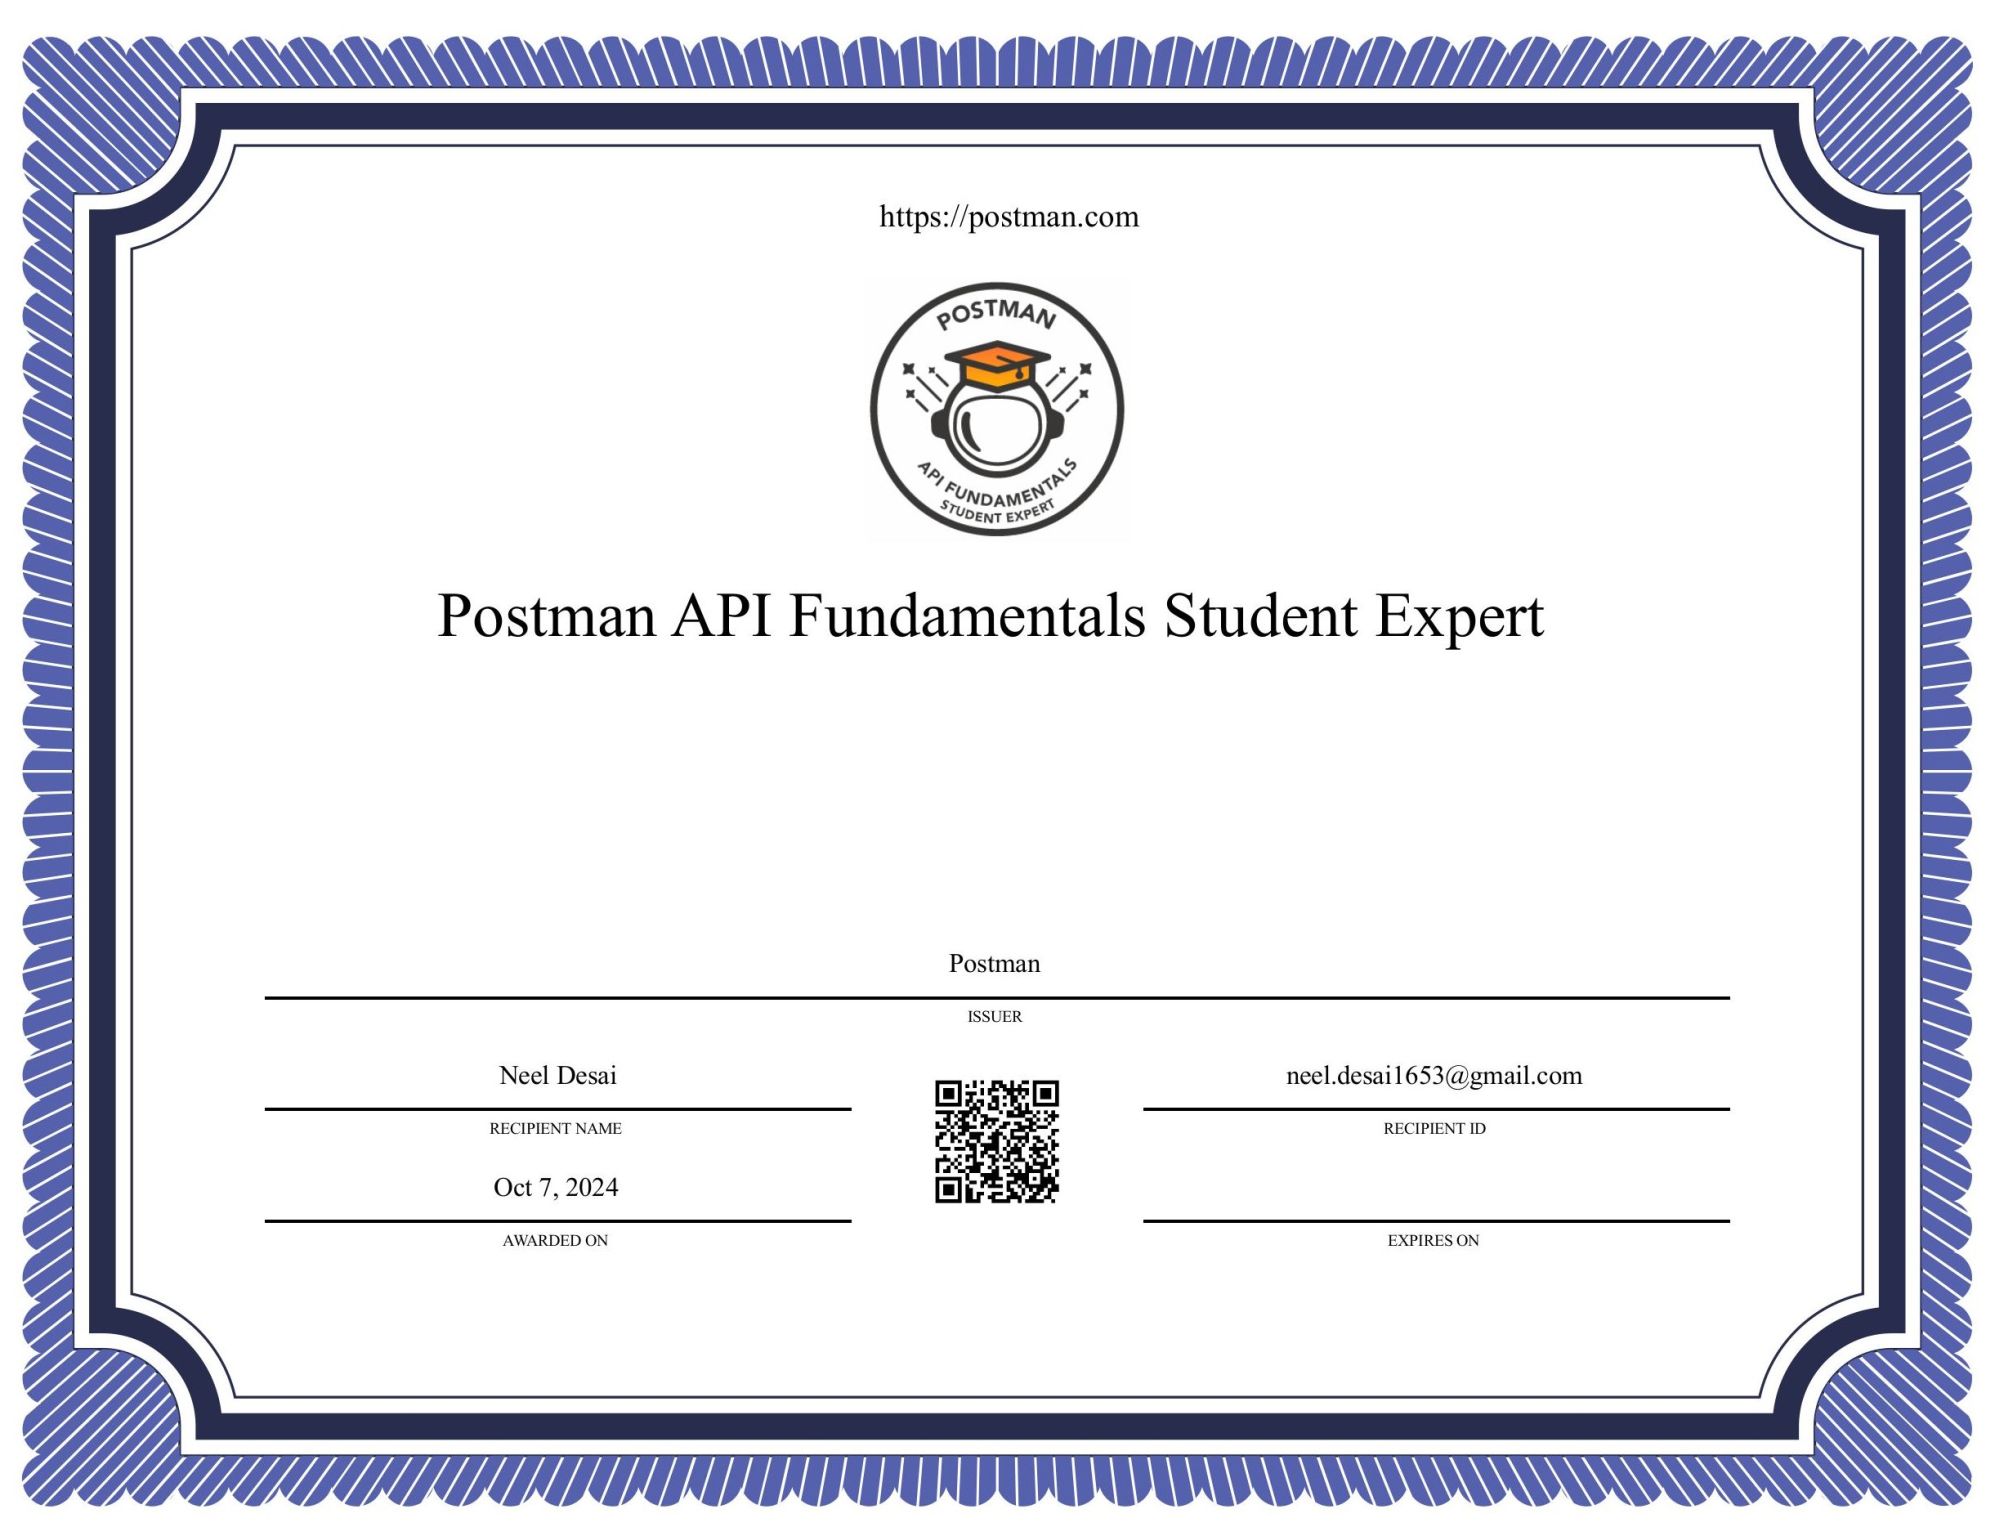 https://postman.com
POSTMAN
API FUNDAMENTALS
STUDENT EXPERT
Postman API Fundamentals Student Expert
Postman
ISSUER
Neel Desai
neel.desai1653@gmail.com
RECIPIENT NAME
RECIPIENT ID
Oct 7, 2024
AWARDED ON
EXPIRES ON